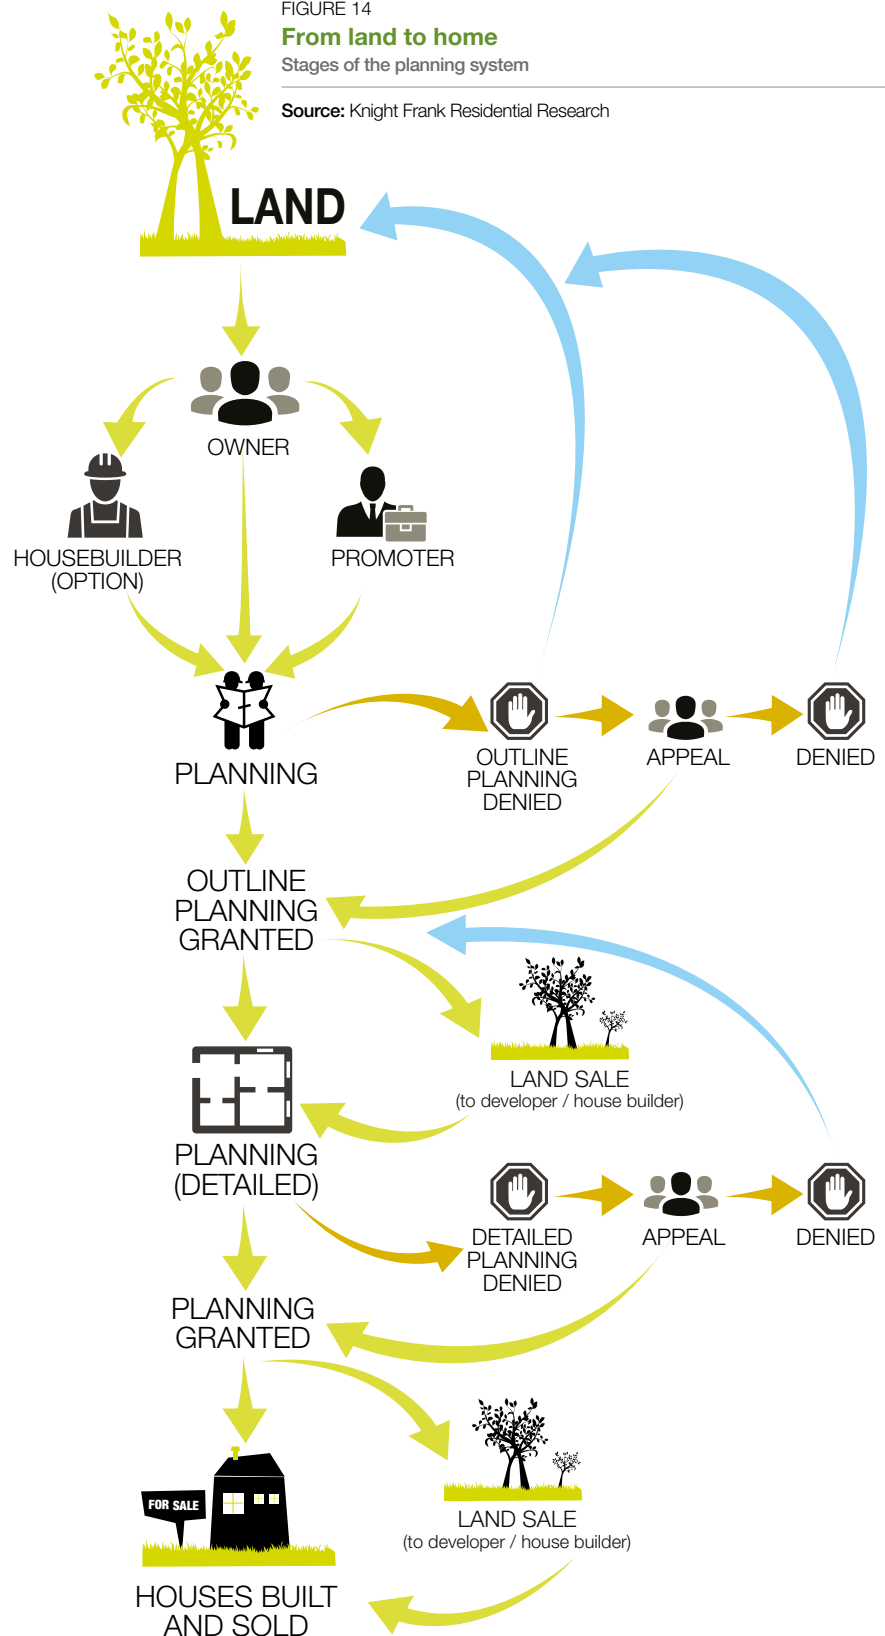 FIGURE 14
From land to home
Stages of the planning system
Source: Knight Frank Residential Research
LAND
OWNER
HOUSEBUILDER
(OPTION)
PROMOTER
PLANNING
OUTLINE
PLANNING
DENIED
APPEAL
DENIED
OUTLINE
PLANNING
GRANTED
LAND SALE
(to developer / house builder)
PLANNING
(DETAILED)
DETAILED
PLANNING
DENIED
APPEAL
DENIED
PLANNING
GRANTED
FOR SALE
LAND SALE
(to developer / house builder)
HOUSES BUILT
AND SOLD